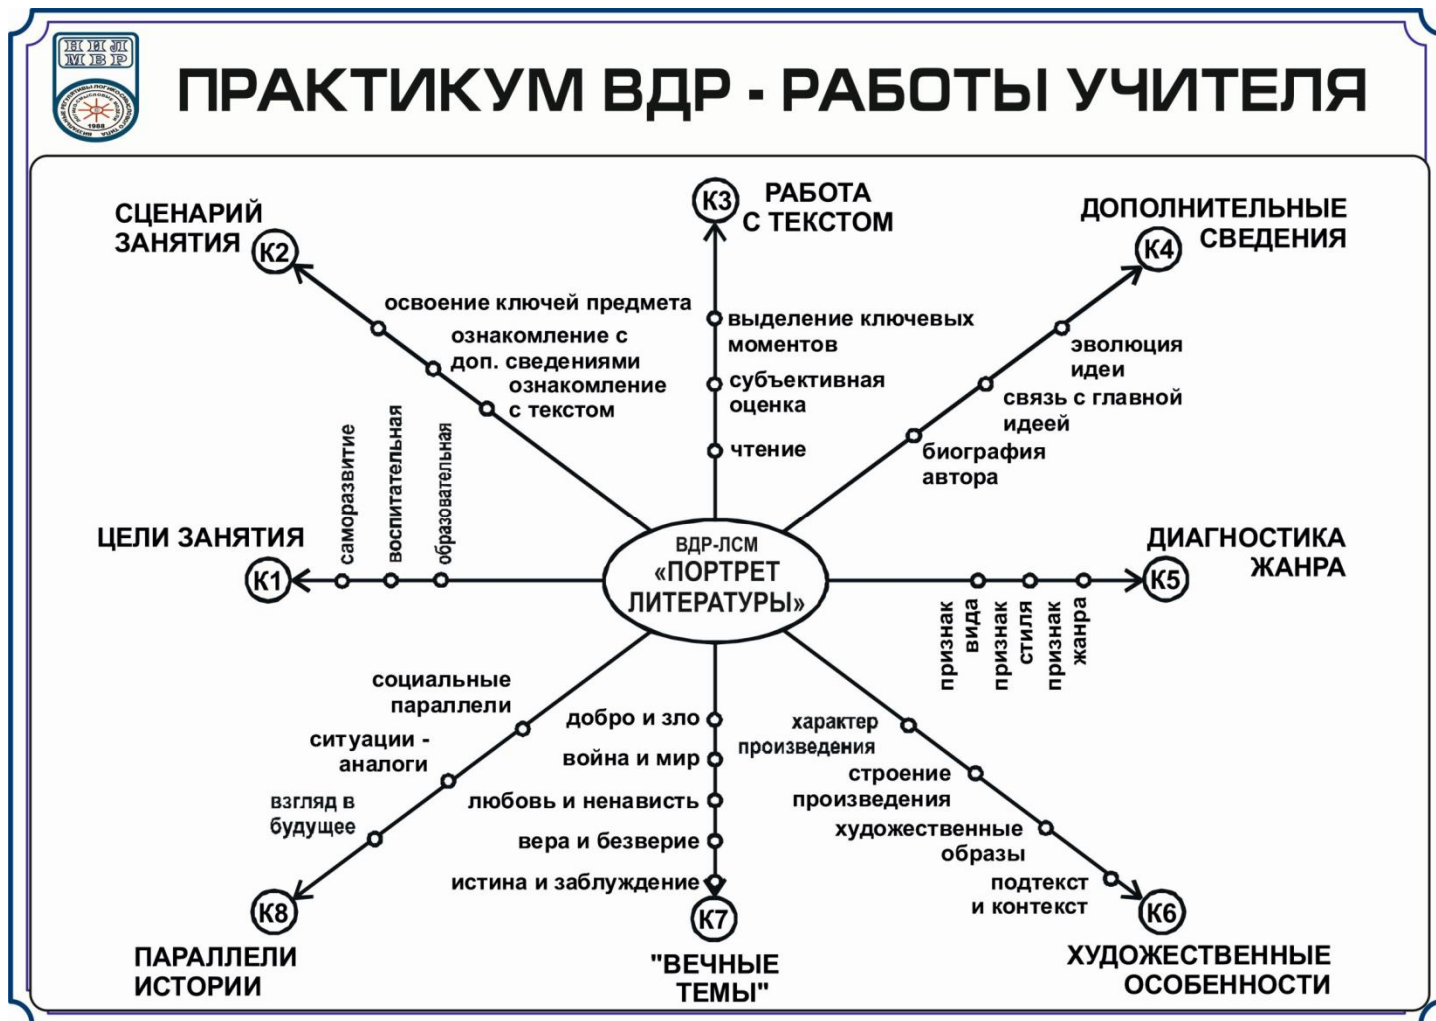 НИЛ
МВР
1988
ПРАКТИКУМ ВДР - РАБОТЫ УЧИТЕЛЯ
СЦЕНАРИЙ
ЗАНЯТИЯ
К2
освоение ключей предмета
ознакомление с
доп. сведениями
ознакомление
с текстом
К3
РАБОТА
С ТЕКСТОМ
выделение ключевых
моментов
субъективная
оценка
чтение
ДОПОЛНИТЕЛЬНЫЕ
СВЕДЕНИЯ
К4
эволюция
идеи
связь с главной
идеей
биография
автора
ЦЕЛИ ЗАНЯТИЯ
К1
саморазвитие
воспитательная
образовательная
ВДР-ЛСМ
«ПОРТРЕТ
ЛИТЕРАТУРЫ»
ДИАГНОСТИКА
ЖАНРА
К5
признак
вида
признак
стиля
признак
жанра
социальные
параллели
ситуации -
аналоги
взгляд в
будущее
К8
ПАРАЛЛЕЛИ
ИСТОРИИ
добро и зло
война и мир
любовь и ненависть
вера и безверие
истина и заблуждение
К7
"ВЕЧНЫЕ
ТЕМЫ"
характер
произведения
строение
произведения
художественные
образы
подтекст
и контекст
К6
ХУДОЖЕСТВЕННЫЕ
ОСОБЕННОСТИ